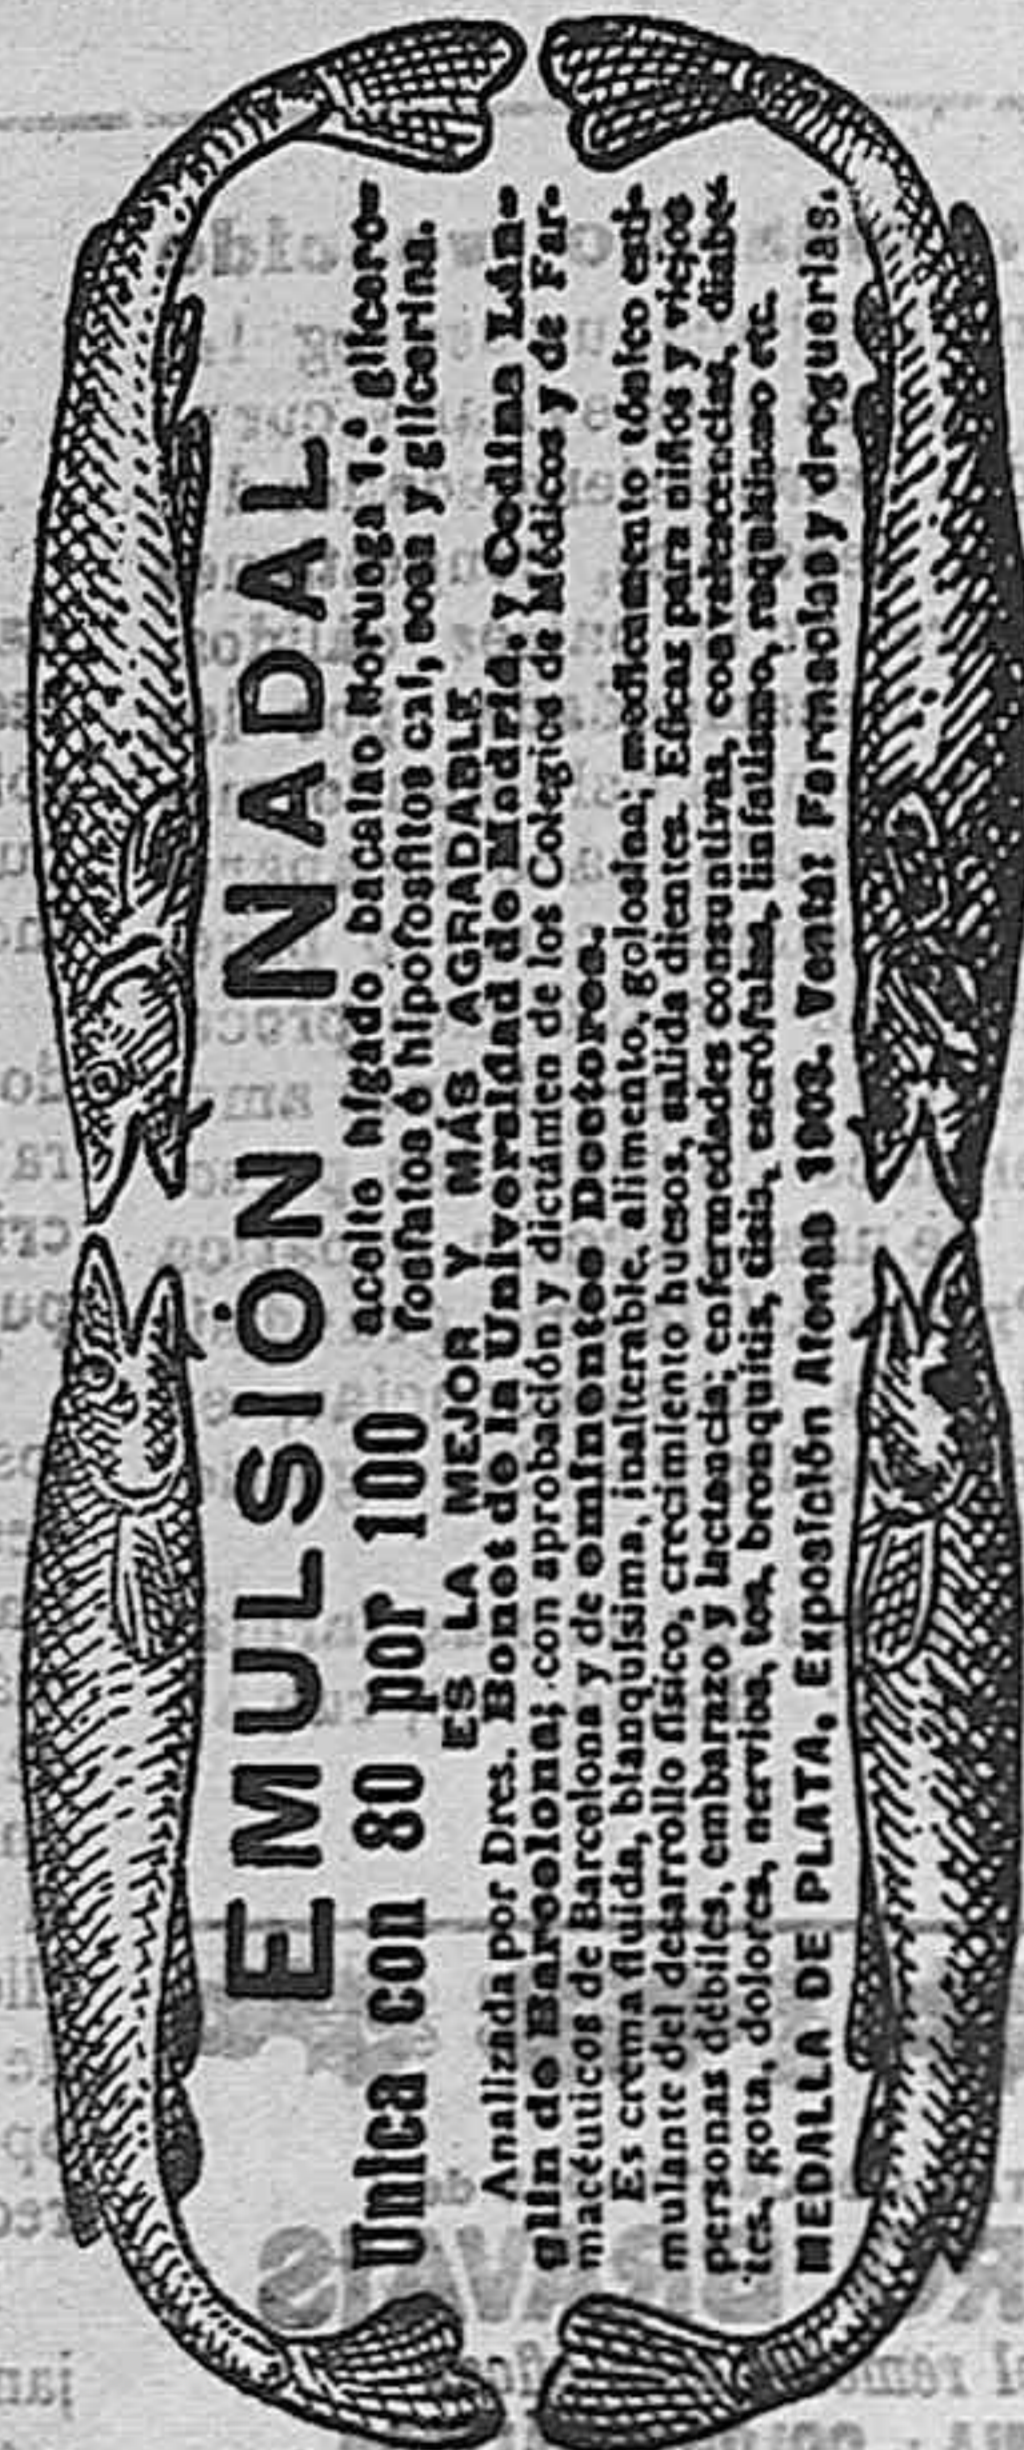 EMULSIÓN NADAL
Unica con 80 por 100 aceite hígado bacalao Noruega 1.ª glicero-
fosfatos é hipofosfitos cal, sosa y glicerina.
ES LA MEJOR Y MÁS AGRADABLE
Analizada por Dres. Bonet de la Universidad de Madrid, y Codina Län-
glin de Barcelona; con aprobación y dictámen de los Colegios de Médicos y de Far-
macéuticos de Barcelona y de eminentes Doctores.
Es crema fluida, blanquísima, inalterable, alimento, golosina; medicamento tónico estí-
mulante del desarrollo físico, crecimiento huesos, salida dientes. Eficaz para niños y viejos
personas débiles, embarazo y lactancia; enfermedades consuntivas, convalescencias, diabe-
tes, gota, dolores, nervios, tos, bronquitis, tisis, escrófulas, linfatismo, raquitismo etc.
MEDALLA DE PLATA, Exposición Atenas 1903. Venta: Farmacias y droguerías.